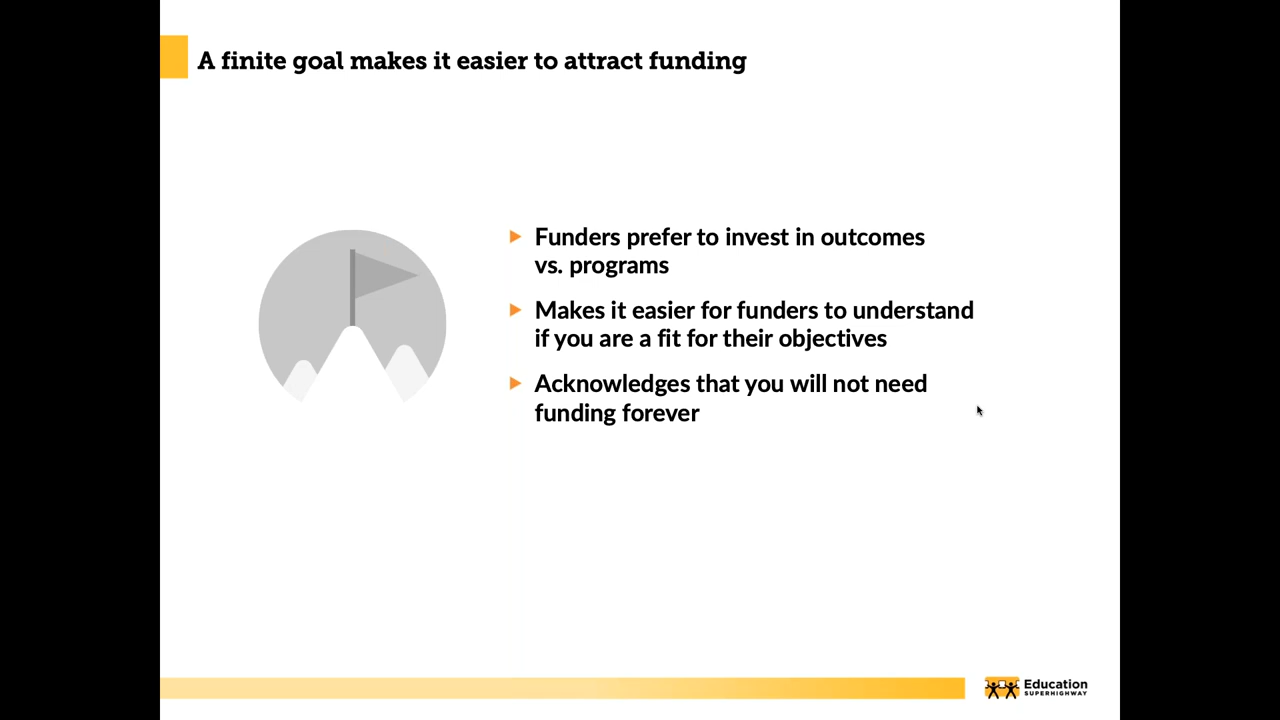 A finite goal makes it easier to attract funding
Funders prefer to invest in outcomes
vs. programs
Makes it easier for funders to understand
if you are a fit for their objectives
Acknowledges that you will not need
funding forever
Education
SUPERHIGHWAY